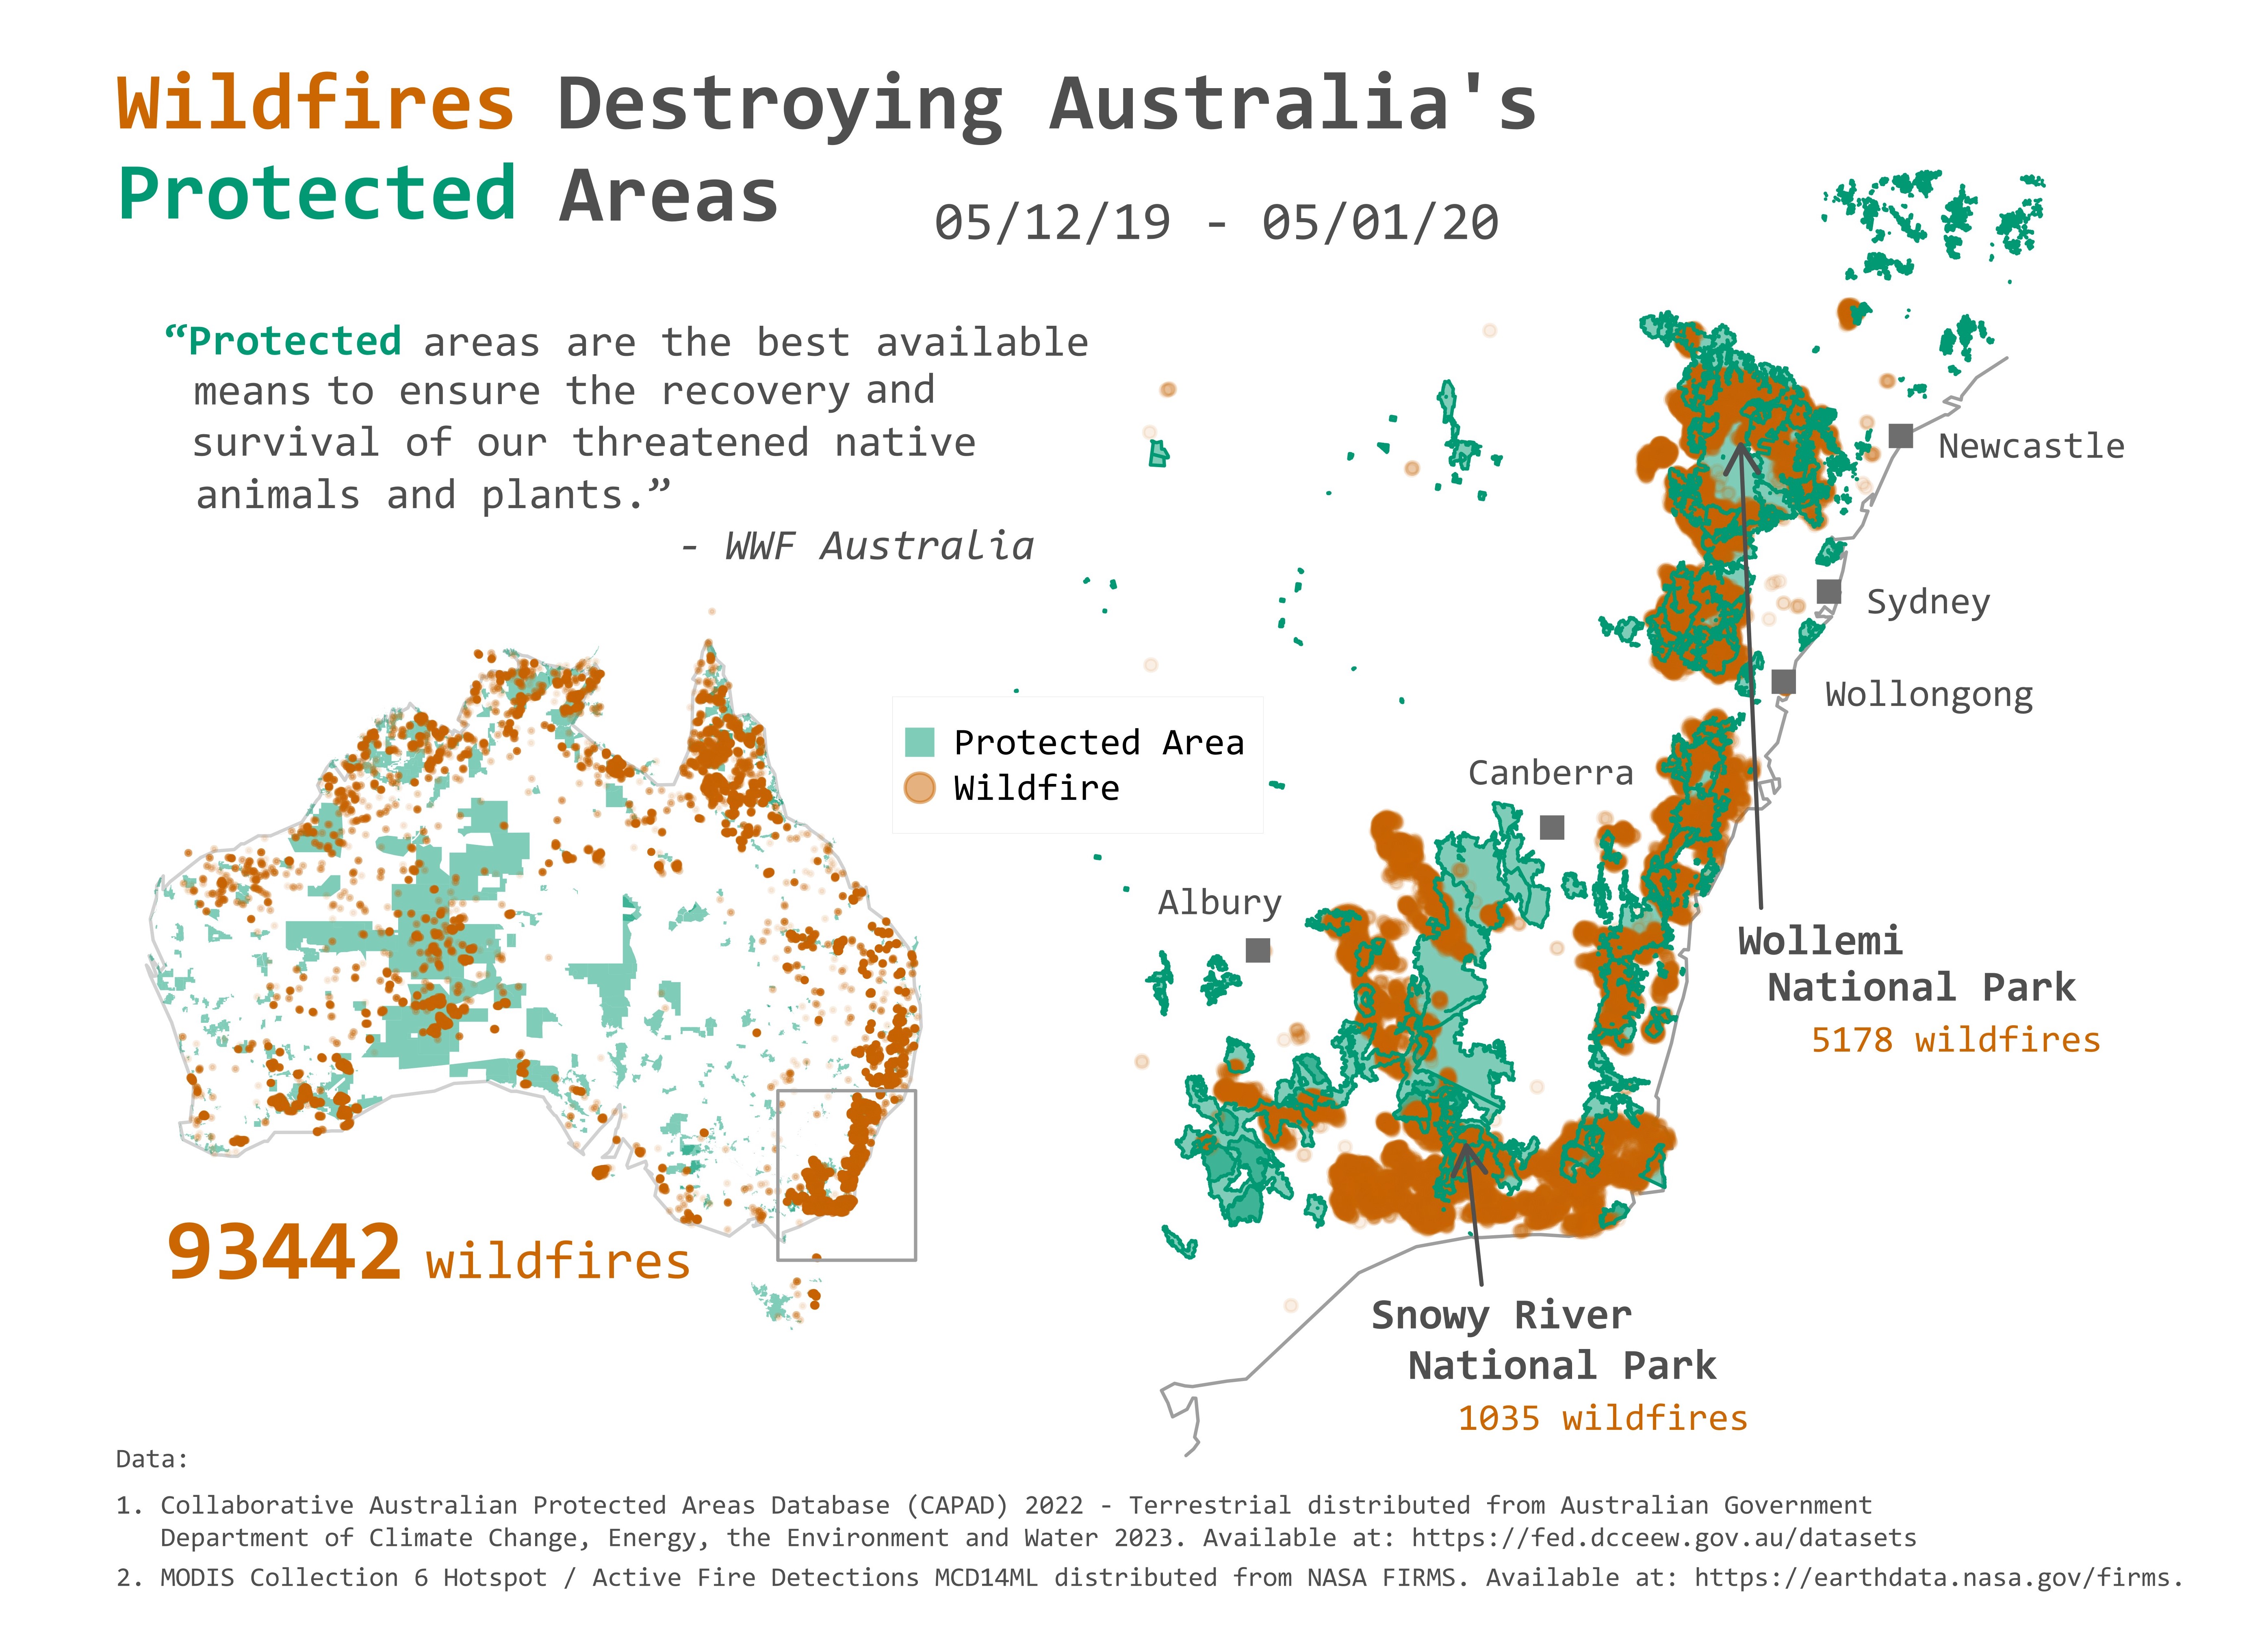 Wildfires Destroying Australia's
Protected Areas
05/12/19 - 05/01/20
“Protected areas are the best available
means to ensure the recovery and
survival of our threatened native
animals and plants.”
- WWF Australia
Newcastle
Sydney
Wollongong
Protected Area
Wildfire
Canberra
Albury
Wollemi
National Park
5178 wildfires
93442 wildfires
Snowy River
National Park
1035 wildfires
Data:
1. Collaborative Australian Protected Areas Database (CAPAD) 2022 - Terrestrial distributed from Australian Government
Department of Climate Change, Energy, the Environment and Water 2023. Available at: https://fed.dcceew.gov.au/datasets
2. MODIS Collection 6 Hotspot / Active Fire Detections MCD14ML distributed from NASA FIRMS. Available at: https://earthdata.nasa.gov/firms.